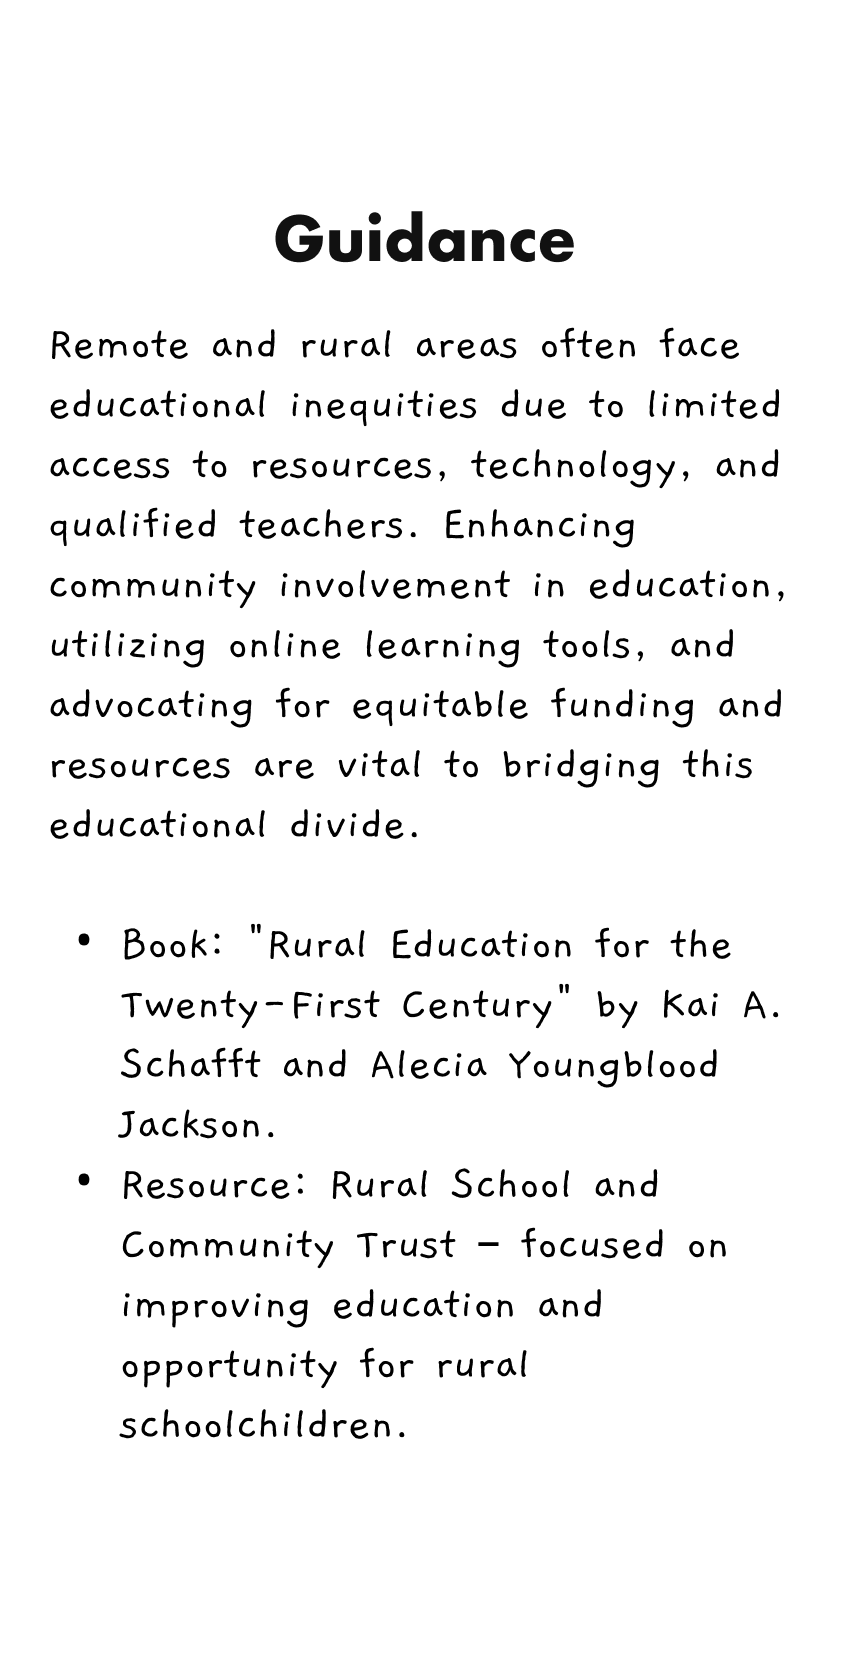 Guidance
Remote and rural areas often face
educational inequities due to limited
access to resources, technology, and
qualified teachers. Enhancing
community involvement in education,
utilizing online learning tools, and
advocating for equitable funding and
resources are vital to bridging this
educational divide.
• Book: "Rural Education for the
Twenty-First Century" by Kai A.
Schafft and Alecia Youngblood
Jackson.
• Resource: Rural School and
Community Trust – focused on
improving education and
opportunity for rural
schoolchildren.